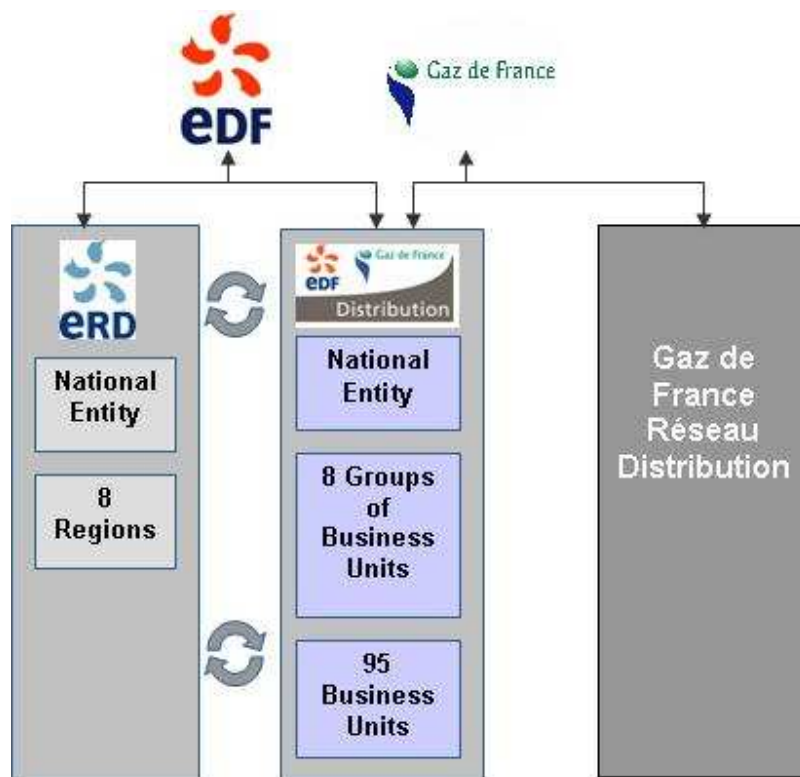 eDF
Gaz de France
eRD
National
Entity
8
Regions
eDF
Gaz de France
Distribution
National
Entity
8 Groups
of
Business
Units
95
Business
Units
Gaz de
France
Réseau
Distribution